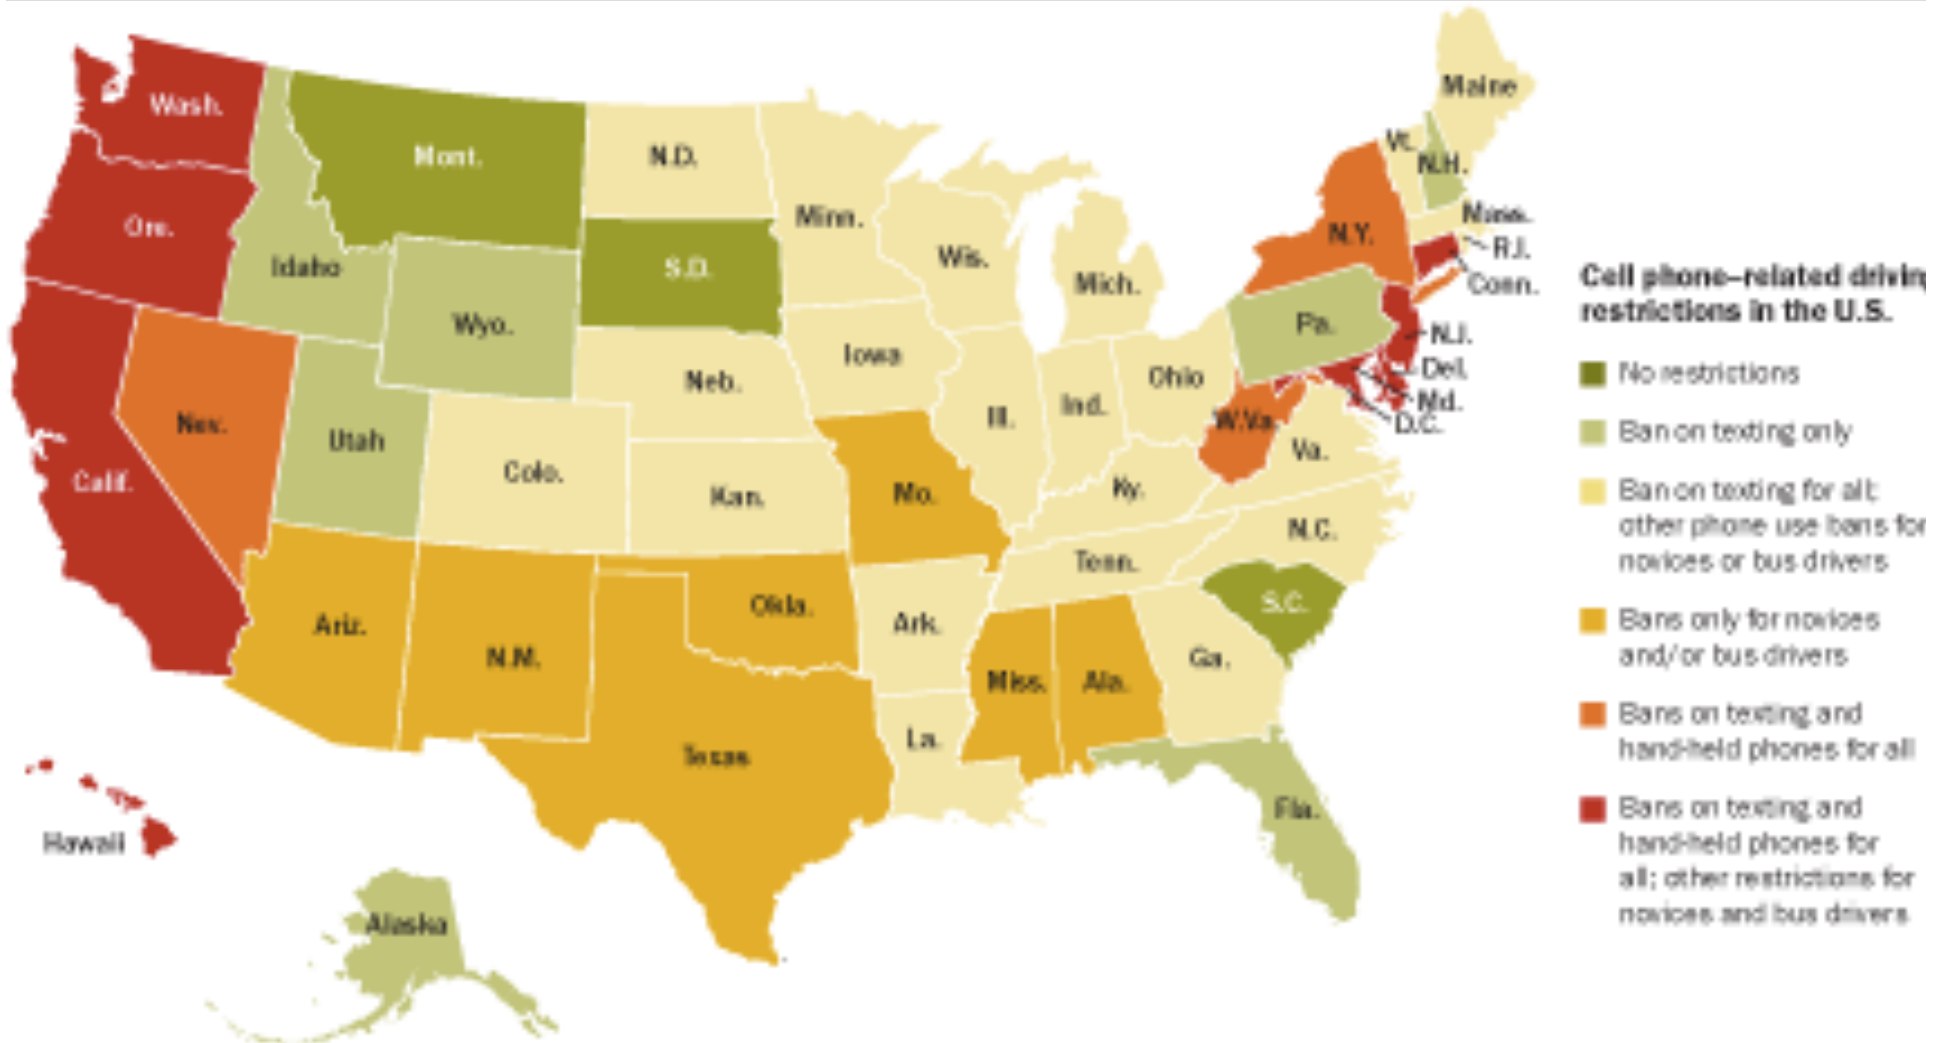 Wash.
Mont.
Ore.
Idaho
Wyo.
N.D.
S.D.
Minn.
Wis.
Mich.
Maine
Vt.
N.H.
Mass.
R.I.
Conn.
N.Y.
Pa.
N.J.
Del.
Md.
D.C.
Nev.
Utah
Calif.
Colo.
Neb.
Iowa
Kan.
Mo.
Ill.
Ind.
Ohio
W.Va.
Va.
Ky.
N.C.
Tenn.
S.C.
Ariz.
N.M.
Okla.
Ark.
Texas
La.
Miss.
Ala.
Ga.
Fla.
Hawaii
Alaska
Cell phone–related drivin
restrictions in the U.S.
No restrictions
Ban on texting only
Ban on texting for all;
other phone use bans for
novices or bus drivers
Bans only for novices
and/or bus drivers
Bans on texting and
hand-held phones for all
Bans on texting and
hand-held phones for
all; other restrictions for
novices and bus drivers